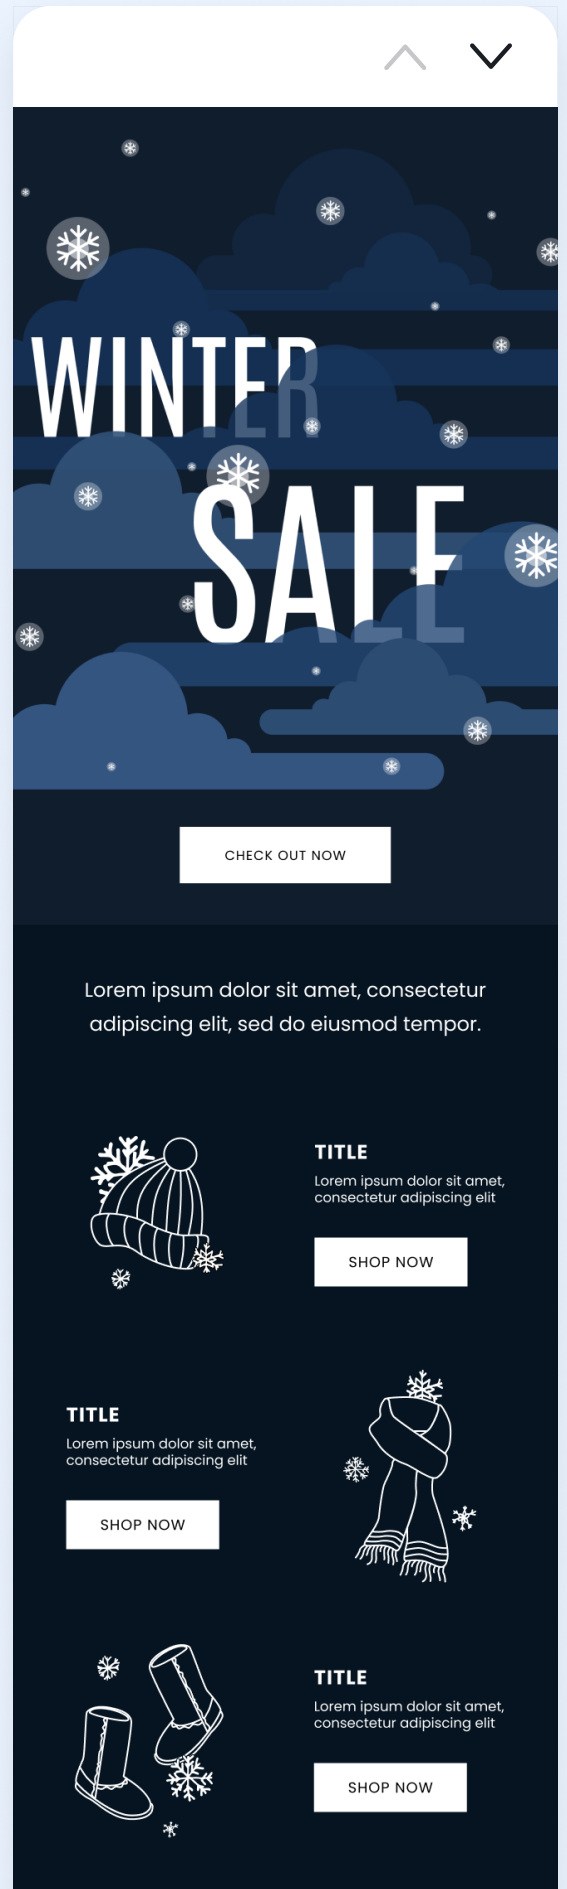 WINTER
SALE
CHECK OUT NOW
Lorem ipsum dolor sit amet, consectetur
adipiscing elit, sed do eiusmod tempor.
TITLE
Lorem ipsum dolor sit amet,
consectetur adipiscing elit
SHOP NOW
TITLE
Lorem ipsum dolor sit amet,
consectetur adipiscing elit
SHOP NOW
TITLE
Lorem ipsum dolor sit amet,
consectetur adipiscing elit
SHOP NOW